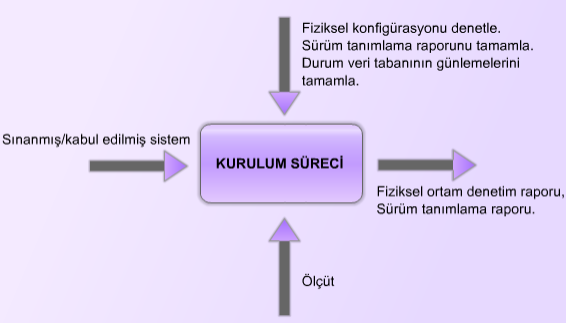 Fiziksel konfigürasyonu denetle.
Sürüm tanımlama raporunu tamamla.
Durum veri tabanının günlemelerini
tamamla.
Sınanmış/kabul edilmiş sistem
KURULUM SÜRECİ
Fiziksel ortam denetim raporu,
Sürüm tanımlama raporu.
Ölçüt